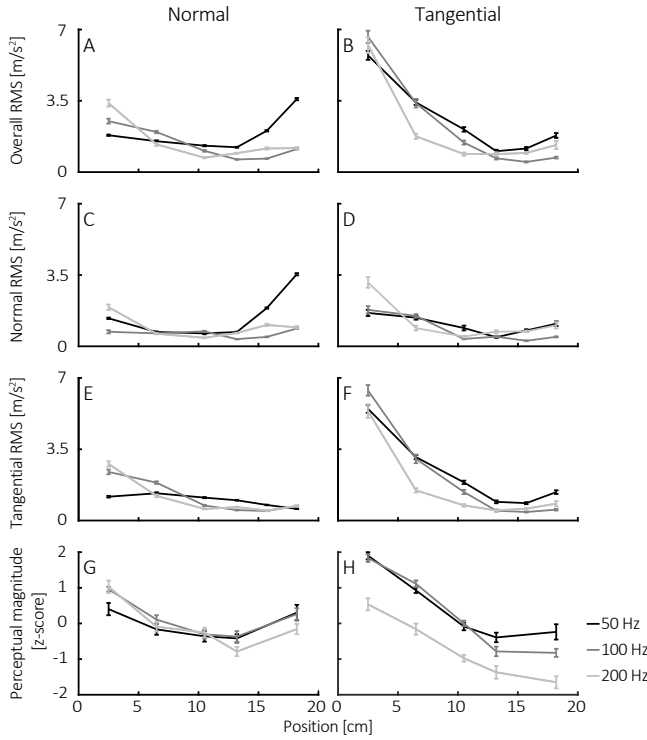 Normal
Tangential
Overall RMS [m/s²]
7
3.5
0
A
B
Normal RMS [m/s²]
7
3.5
0
C
D
Tangential RMS [m/s²]
7
3.5
0
E
F
Perceptual magnitude
[z-score]
2
1
0
-1
-2
G
H
50 Hz
100 Hz
200 Hz
0 5 10 15 20
0 5 10 15 20
Position [cm]